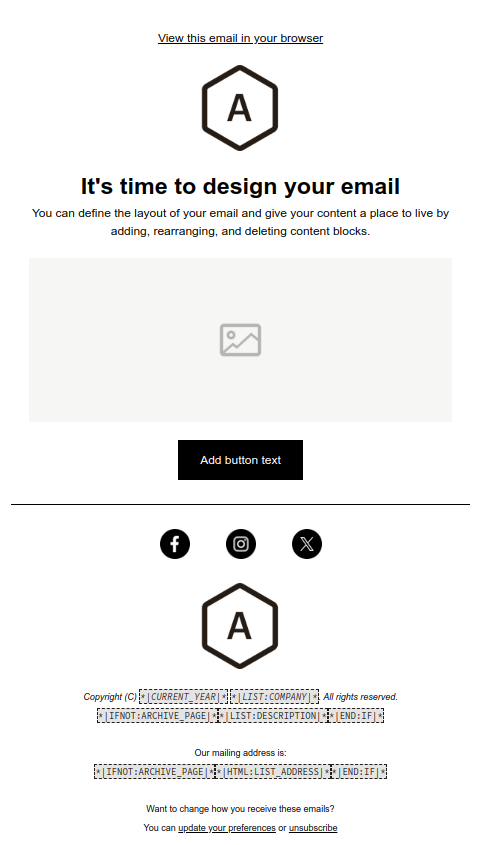 View this email in your browser
A
It's time to design your email
You can define the layout of your email and give your content a place to live by
adding, rearranging, and deleting content blocks.
Add button text
A
Copyright (C) *|CURRENT_YEAR|* *|LIST:COMPANY|*. All rights reserved.
*|IFNOT:ARCHIVE_PAGE|**|LIST:DESCRIPTION|**|END:IF|*
Our mailing address is:
*|IFNOT:ARCHIVE_PAGE|**|HTML:LIST_ADDRESS|**|END:IF|*
Want to change how you receive these emails?
You can update your preferences or unsubscribe